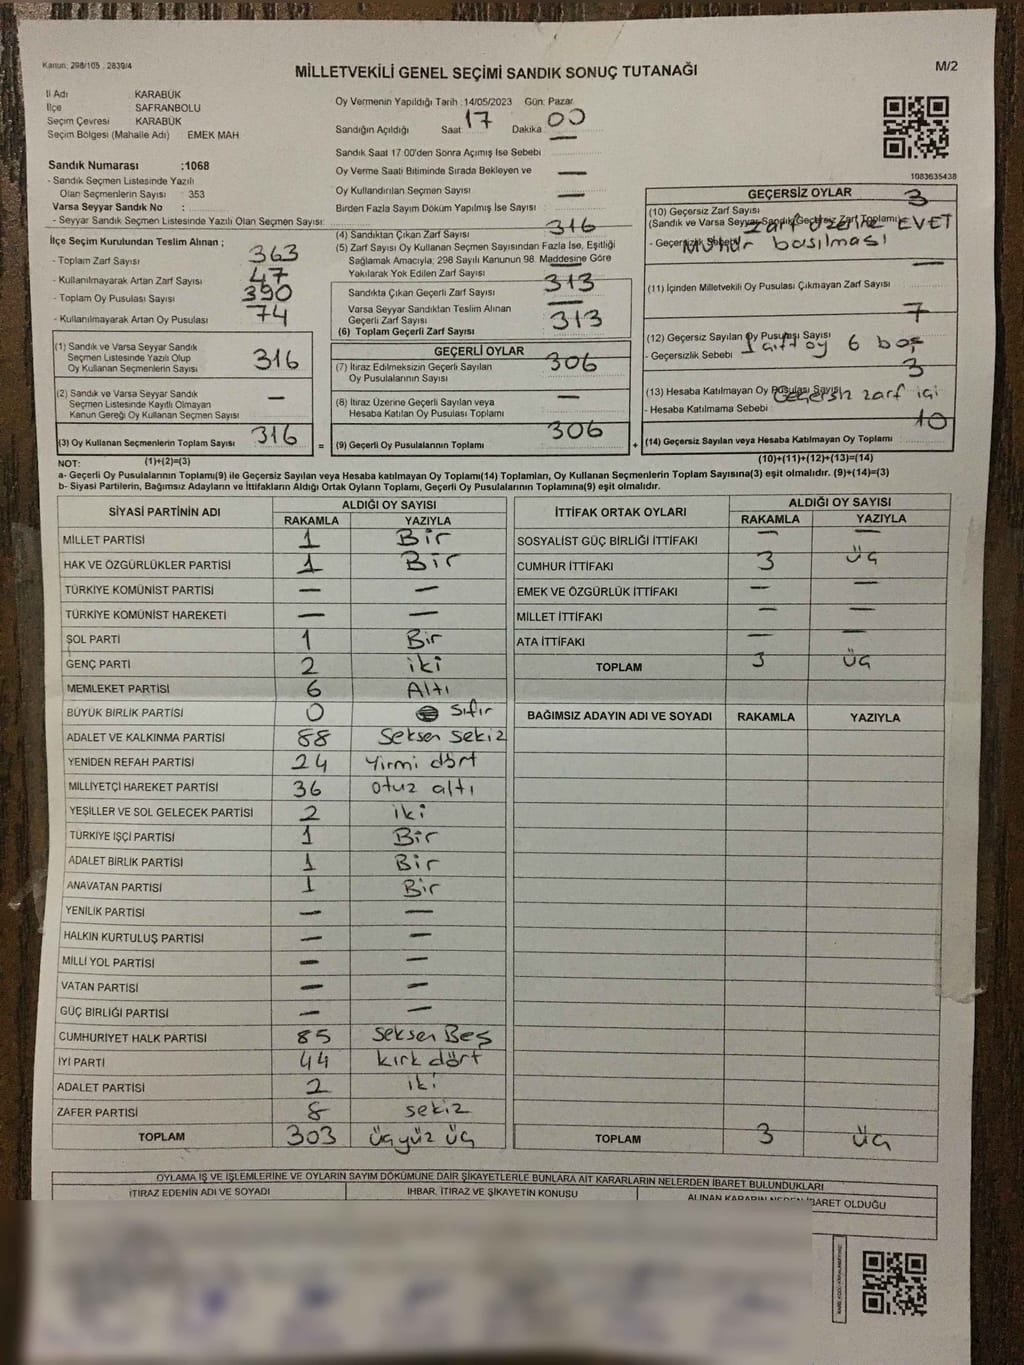 Kanun: 298/105 , 2839/4
MİLLETVEKİLİ GENEL SEÇİMİ SANDIK SONUÇ TUTANAĞI
M/2
İl Adı KARABÜK
İlçe SAFRANBOLU
Seçim Çevresi KARABÜK
Seçim Bölgesi (Mahalle Adı) EMEK MAH
Sandık Numarası :1068
- Sandık Seçmen Listesinde Yazılı
Olan Seçmenlerin Sayısı : 353
Varsa Seyyar Sandık No :
- Seyyar Sandık Seçmen Listesinde Yazılı Olan Seçmen Sayısı:
İlçe Seçim Kurulundan Teslim Alınan ;
- Toplam Zarf Sayısı 363
- Kullanılmayarak Artan Zarf Sayısı 47
- Toplam Oy Pusulası Sayısı 390
- Kullanılmayarak Artan Oy Pusulası 74
(1) Sandık ve Varsa Seyyar Sandık
Seçmen Listesinde Yazılı Olup
Oy Kullanan Seçmenlerin Sayısı 316
(2) Sandık ve Varsa Seyyar Sandık
Seçmen Listesinde Kayıtlı Olmayan
Kanun Gereği Oy Kullanan Seçmen Sayısı —
(3) Oy Kullanan Seçmenlerin Toplam Sayısı 316 =
Oy Vermenin Yapıldığı Tarih :14/05/2023 Gün: Pazar
Sandığın Açıldığı Saat 17 Dakika 00
Sandık Saat 17:00'den Sonra Açılmış İse Sebebi —
Oy Verme Saati Bitiminde Sırada Bekleyen ve
Oy Kullandırılan Seçmen Sayısı —
Birden Fazla Sayım Döküm Yapılmış İse Sayısı —
(4) Sandıktan Çıkan Zarf Sayısı 316
(5) Zarf Sayısı Oy Kullanan Seçmen Sayısından Fazla İse, Eşitliği
Sağlamak Amacıyla; 298 Sayılı Kanunun 98. Maddesine Göre
Yakılarak Yok Edilen Zarf Sayısı —
Sandıkta Çıkan Geçerli Zarf Sayısı 313
Varsa Seyyar Sandıktan Teslim Alınan
Geçerli Zarf Sayısı —
(6) Toplam Geçerli Zarf Sayısı 313
GEÇERLİ OYLAR
(7) İtiraz Edilmeksizin Geçerli Sayılan
Oy Pusulalarının Sayısı 306
(8) İtiraz Üzerine Geçerli Sayılan veya
Hesaba Katılan Oy Pusulası Toplamı —
(9) Geçerli Oy Pusulalarının Toplamı 306 +
1083635438
GEÇERSİZ OYLAR
(10) Geçersiz Zarf Sayısı 3
(Sandık ve Varsa Seyyar Sandık Geçersiz Zarf Toplamı)
- Geçersizlik Sebebi zarf üzerine EVET
Mühür basılması
(11) İçinden Milletvekili Oy Pusulası Çıkmayan Zarf Sayısı —
(12) Geçersiz Sayılan Oy Pusulası Sayısı 7
- Geçersizlik Sebebi 1 çift oy 6 boş
(13) Hesaba Katılmayan Oy Pusulası Sayısı 3
- Hesaba Katılmama Sebebi Geçersiz zarf içi
(14) Geçersiz Sayılan veya Hesaba Katılmayan Oy Toplamı 10
NOT: (1)+(2)=(3) (10)+(11)+(12)+(13)=(14)
a- Geçerli Oy Pusulalarının Toplamı(9) ile Geçersiz Sayılan veya Hesaba katılmayan Oy Toplamı(14) Toplamları, Oy Kullanan Seçmenlerin Toplam Sayısına(3) eşit olmalıdır. (9)+(14)=(3)
b- Siyasi Partilerin, Bağımsız Adayların ve İttifakların Aldığı Ortak Oyların Toplamı, Geçerli Oy Pusulalarının Toplamına(9) eşit olmalıdır.
SİYASİ PARTİNİN ADI ALDIĞI OY SAYISI
RAKAMLA YAZIYLA
MİLLET PARTİSİ 1 Bir
HAK VE ÖZGÜRLÜKLER PARTİSİ 1 Bir
TÜRKİYE KOMÜNİST PARTİSİ — —
TÜRKİYE KOMÜNİST HAREKETİ — —
SOL PARTİ 1 Bir
GENÇ PARTİ 2 iki
MEMLEKET PARTİSİ 6 Altı
BÜYÜK BİRLİK PARTİSİ 0 Sıfır
ADALET VE KALKINMA PARTİSİ 88 Seksen sekiz
YENİDEN REFAH PARTİSİ 24 Yirmi dört
MİLLİYETÇİ HAREKET PARTİSİ 36 otuz altı
YEŞİLLER VE SOL GELECEK PARTİSİ 2 iki
TÜRKİYE İŞÇİ PARTİSİ 1 Bir
ADALET BİRLİK PARTİSİ 1 Bir
ANAVATAN PARTİSİ 1 Bir
YENİLİK PARTİSİ — —
HALKIN KURTULUŞ PARTİSİ — —
MİLLİ YOL PARTİSİ — —
VATAN PARTİSİ — —
GÜÇ BİRLİĞİ PARTİSİ — —
CUMHURİYET HALK PARTİSİ 85 Seksen Beş
İYİ PARTİ 44 kırk dört
ADALET PARTİSİ 2 iki
ZAFER PARTİSİ 8 sekiz
TOPLAM 303 üçyüz üç
İTTİFAK ORTAK OYLARI ALDIĞI OY SAYISI
RAKAMLA YAZIYLA
SOSYALİST GÜÇ BİRLİĞİ İTTİFAKI — —
CUMHUR İTTİFAKI 3 üç
EMEK VE ÖZGÜRLÜK İTTİFAKI — —
MİLLET İTTİFAKI — —
ATA İTTİFAKI — —
TOPLAM 3 üç
BAĞIMSIZ ADAYIN ADI VE SOYADI RAKAMLA YAZIYLA
TOPLAM 3 üç
OYLAMA İŞ VE İŞLEMLERİNE VE OYLARIN SAYIM DÖKÜMÜNE DAİR ŞİKAYETLERLE BUNLARA AİT KARARLARIN NELERDEN İBARET BULUNDUKLARI
İTİRAZ EDENİN ADI VE SOYADI İHBAR, İTİRAZ VE ŞİKAYETİN KONUSU ALINAN KARARIN NEDEN İBARET OLDUĞU